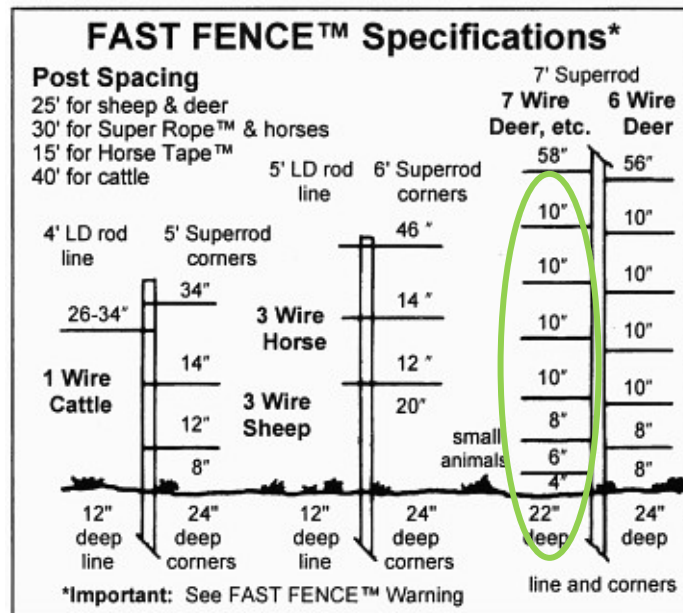 FAST FENCE™ Specifications*
Post Spacing
25' for sheep & deer
30' for Super Rope™ & horses
15' for Horse Tape™
40' for cattle
4' LD rod
line
5' Superrod
corners
26-34"
34"
1 Wire
Cattle
14"
12"
8"
12"
deep
line
24"
deep
corners
5' LD rod
line
6' Superrod
corners
46"
3 Wire
Horse
14"
12"
3 Wire
Sheep
20"
12"
deep
line
24"
deep
corners
7' Superrod
7 Wire
Deer, etc.
6 Wire
Deer
58"
10"
10"
10"
10"
8"
small
animals
6"
4"
22"
deep
56"
10"
10"
10"
10"
8"
8"
24"
deep
line and corners
*Important: See FAST FENCE™ Warning